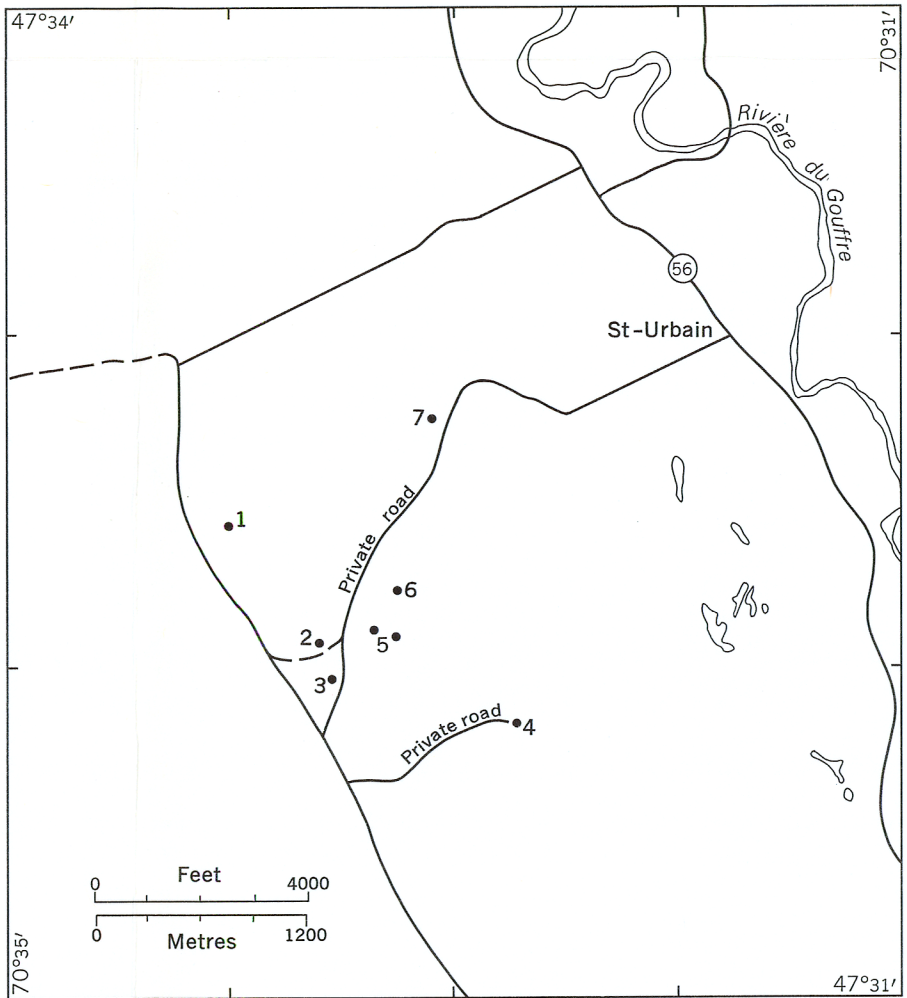 47°34'
70°31'
Rivière
du
Gouffre
56
St-Urbain
7
Private road
1
6
2
5
3
Private road
4
Feet
0 4000
0 1200
Metres
70°35'
47°31'